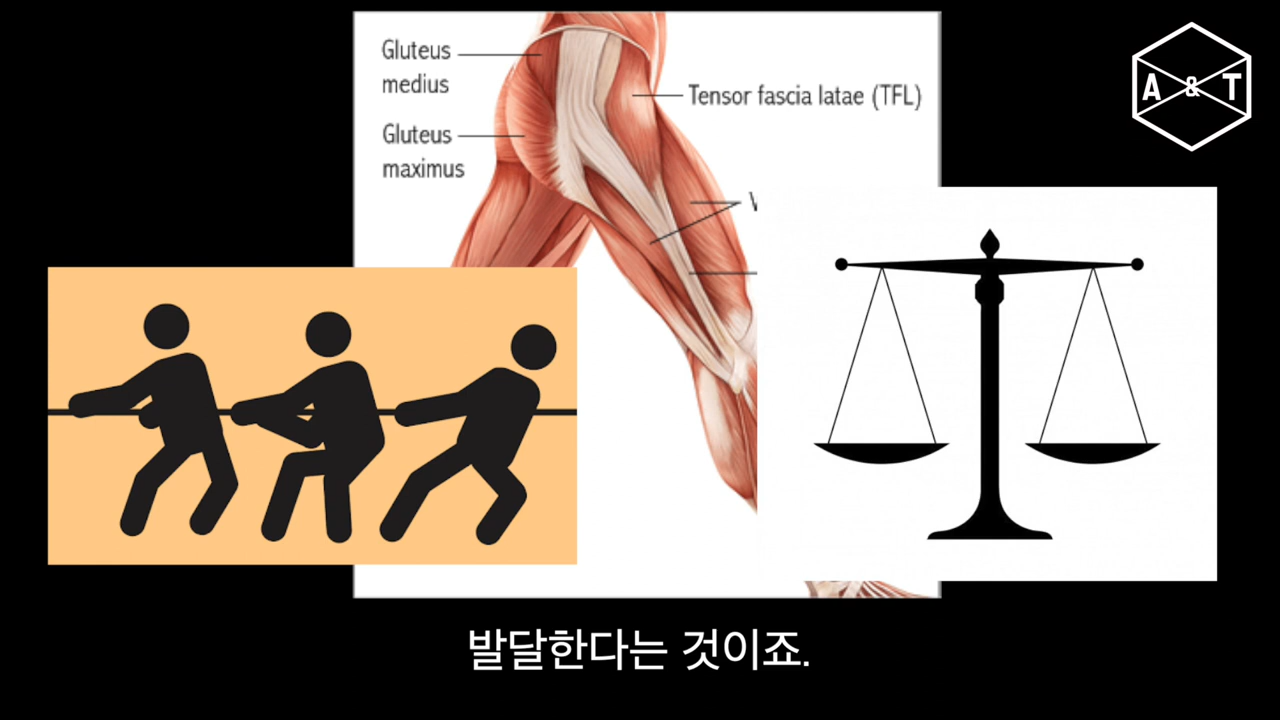 Gluteus
medius
Tensor fascia latae (TFL)
Gluteus
maximus
A & T
발달한다는 것이죠.